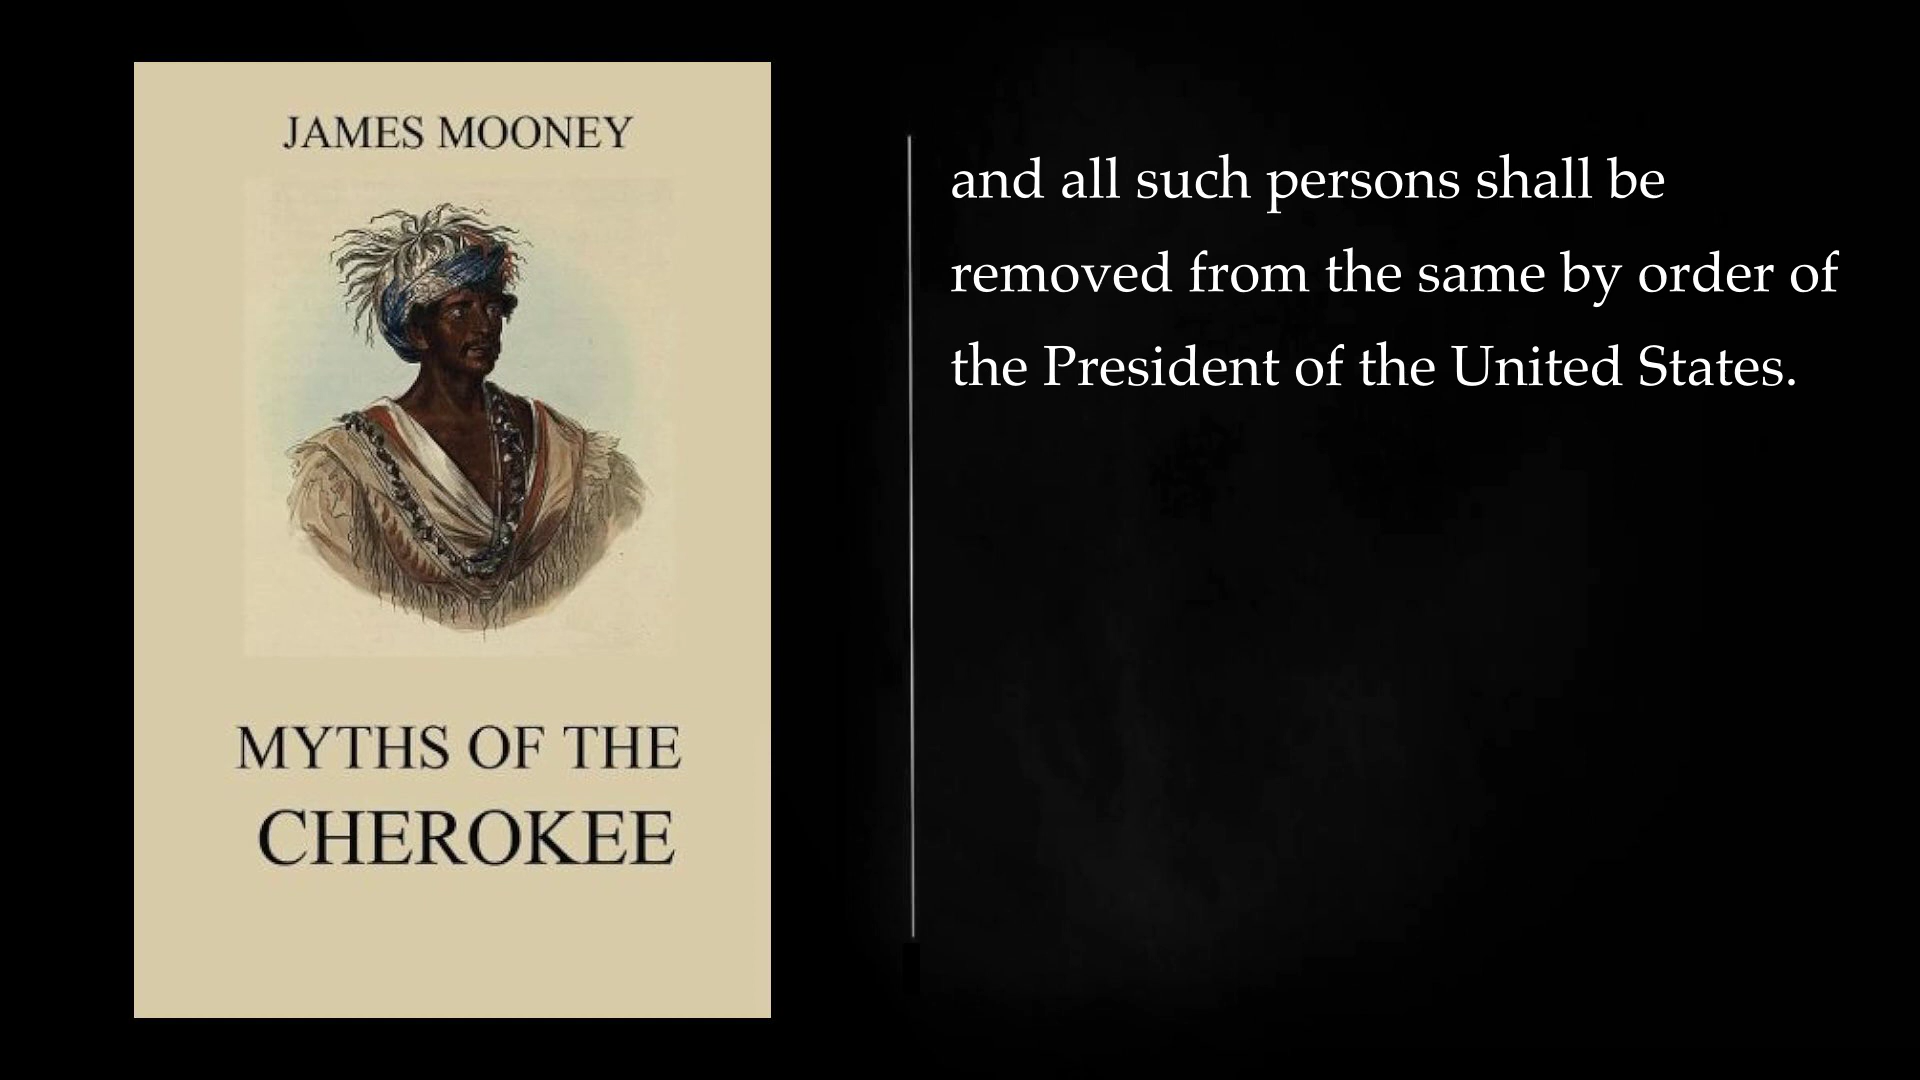 JAMES MOONEY
MYTHS OF THE
CHEROKEE
and all such persons shall be
removed from the same by order of
the President of the United States.